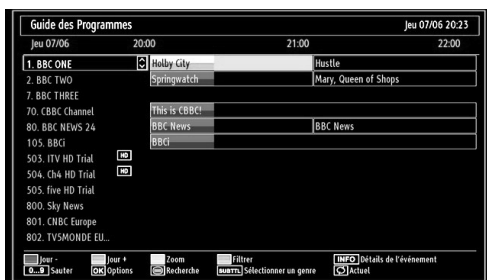 Guide des Programmes Jeu 07/06 20:23
Jeu 07/06 20:00 21:00 22:00
1. BBC ONE Holby City Hustle
2. BBC TWO Springwatch Mary, Queen of Shops
7. BBC THREE
70. CBBC Channel This is CBBC!
80. BBC NEWS 24 BBC News BBC News
105. BBCi BBCi
503. ITV HD Trial HD
504. Ch4 HD Trial HD
505. five HD Trial
800. Sky News
801. CNBC Europe
802. TV5MONDE EU...
Jour - Jour + Zoom Filtrer INFO Détails de l'événement
0...9 Sauter OK Options Recherche SUBTTL Sélectionner un genre Actuel